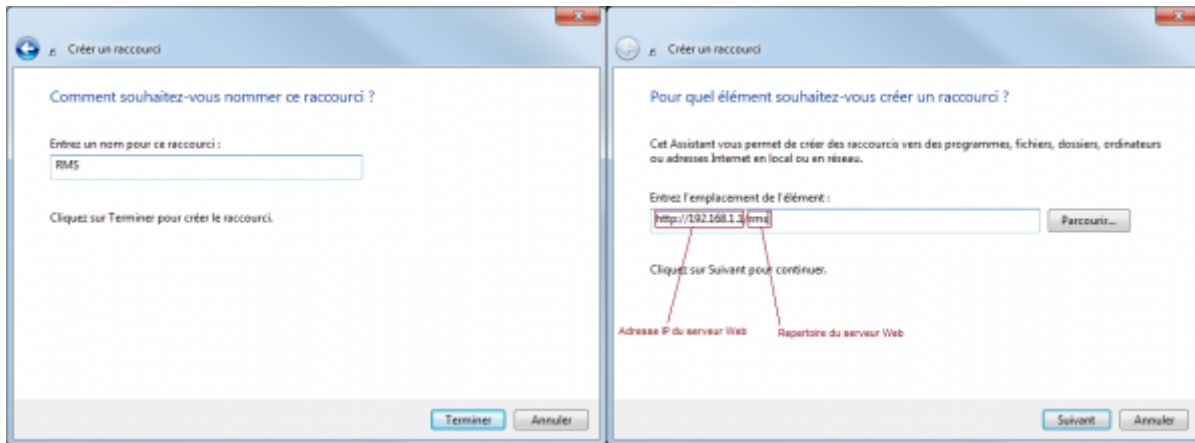 Créer un raccourci
Comment souhaitez-vous nommer ce raccourci ?
Entrez un nom pour ce raccourci :
RMS
Cliquez sur Terminer pour créer le raccourci.
Terminer
Annuler
Créer un raccourci
Pour quel élément souhaitez-vous créer un raccourci ?
Cet Assistant vous permet de créer des raccourcis vers des programmes, fichiers, dossiers, ordinateurs
ou adresses Internet en local ou en réseau.
Entrez l'emplacement de l'élément :
http://192.168.1.1/rms
Parcourir...
Cliquez sur Suivant pour continuer.
Adresse IP du serveur Web
Repertoire du serveur Web
Suivant
Annuler